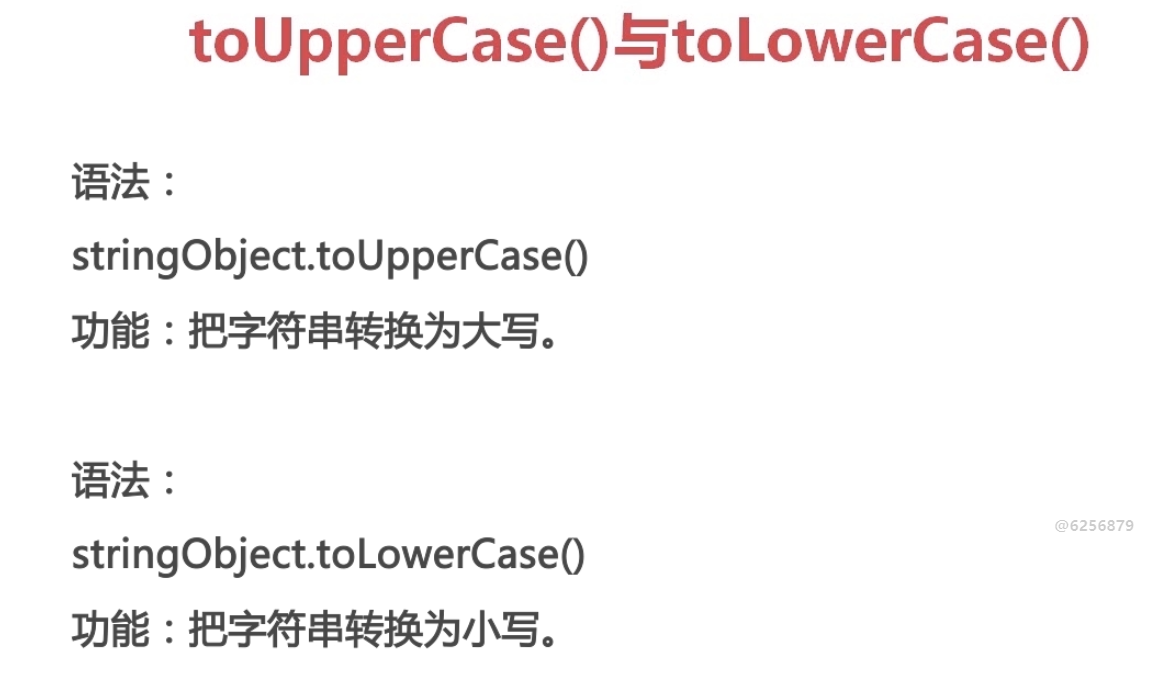 toUpperCase()与toLowerCase()
语法：
stringObject.toUpperCase()
功能：把字符串转换为大写。
语法：
stringObject.toLowerCase()
功能：把字符串转换为小写。
@6256879